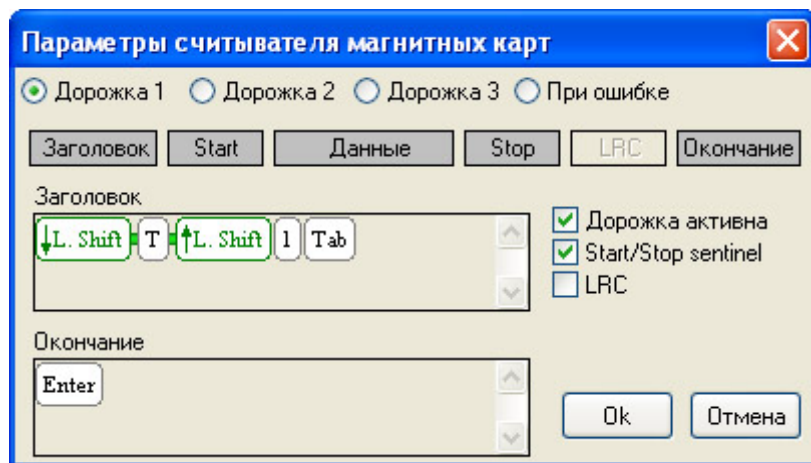 Параметры считывателя магнитных карт
Дорожка 1 Дорожка 2 Дорожка 3 При ошибке
Заголовок Start Данные Stop LRC Окончание
Заголовок
↓L. Shift T ↑L. Shift 1 Tab
Дорожка активна
Start/Stop sentinel
LRC
Окончание
Enter
Ok Отмена